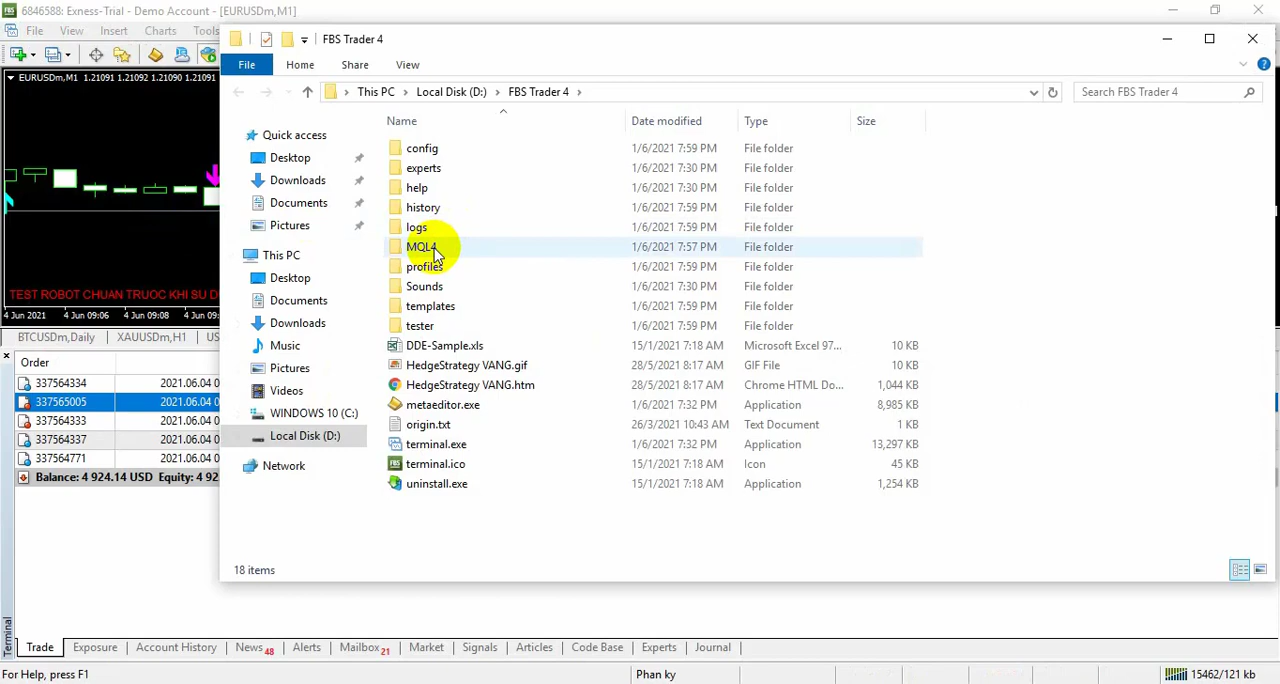 6846588: Exness-Trial - Demo Account - [EURUSDm,M1]
File View Insert Charts Tools
EURUSDm,M1 1.21091 1.21092 1.21090 1.21091
TEST ROBOT CHUAN TRUOC KHI SU D
4 Jun 2021 4 Jun 09:06 4 Jun 09:08 4 Jun 09:
BTCUSDm,Daily XAUUSDm,H1 US
Order
337564334 2021.06.04 0
337565005 2021.06.04 0
337564333 2021.06.04 0
337564337 2021.06.04 0
337564771 2021.06.04 0
Balance: 4 924.14 USD Equity: 4 92
FBS Trader 4
File Home Share View
This PC Local Disk (D:) FBS Trader 4
Search FBS Trader 4
Quick access
Desktop
Downloads
Documents
Pictures
This PC
Desktop
Documents
Downloads
Music
Pictures
Videos
WINDOWS 10 (C:)
Local Disk (D:)
Network
Name Date modified Type Size
config 1/6/2021 7:59 PM File folder
experts 1/6/2021 7:30 PM File folder
help 1/6/2021 7:30 PM File folder
history 1/6/2021 7:59 PM File folder
logs 1/6/2021 7:59 PM File folder
MQL4 1/6/2021 7:57 PM File folder
profiles 1/6/2021 7:59 PM File folder
Sounds 1/6/2021 7:30 PM File folder
templates 1/6/2021 7:59 PM File folder
tester 1/6/2021 7:59 PM File folder
DDE-Sample.xls 15/1/2021 7:18 AM Microsoft Excel 97... 10 KB
HedgeStrategy VANG.gif 28/5/2021 8:17 AM GIF File 10 KB
HedgeStrategy VANG.htm 28/5/2021 8:17 AM Chrome HTML Do... 1,044 KB
metaeditor.exe 1/6/2021 7:32 PM Application 8,985 KB
origin.txt 26/3/2021 10:43 AM Text Document 1 KB
terminal.exe 1/6/2021 7:32 PM Application 13,297 KB
terminal.ico 15/1/2021 7:18 AM Icon 45 KB
uninstall.exe 15/1/2021 7:18 AM Application 1,254 KB
18 items
Terminal
Trade Exposure Account History News 48 Alerts Mailbox 21 Market Signals Articles Code Base Experts Journal
For Help, press F1 Phan ky 15462/121 kb